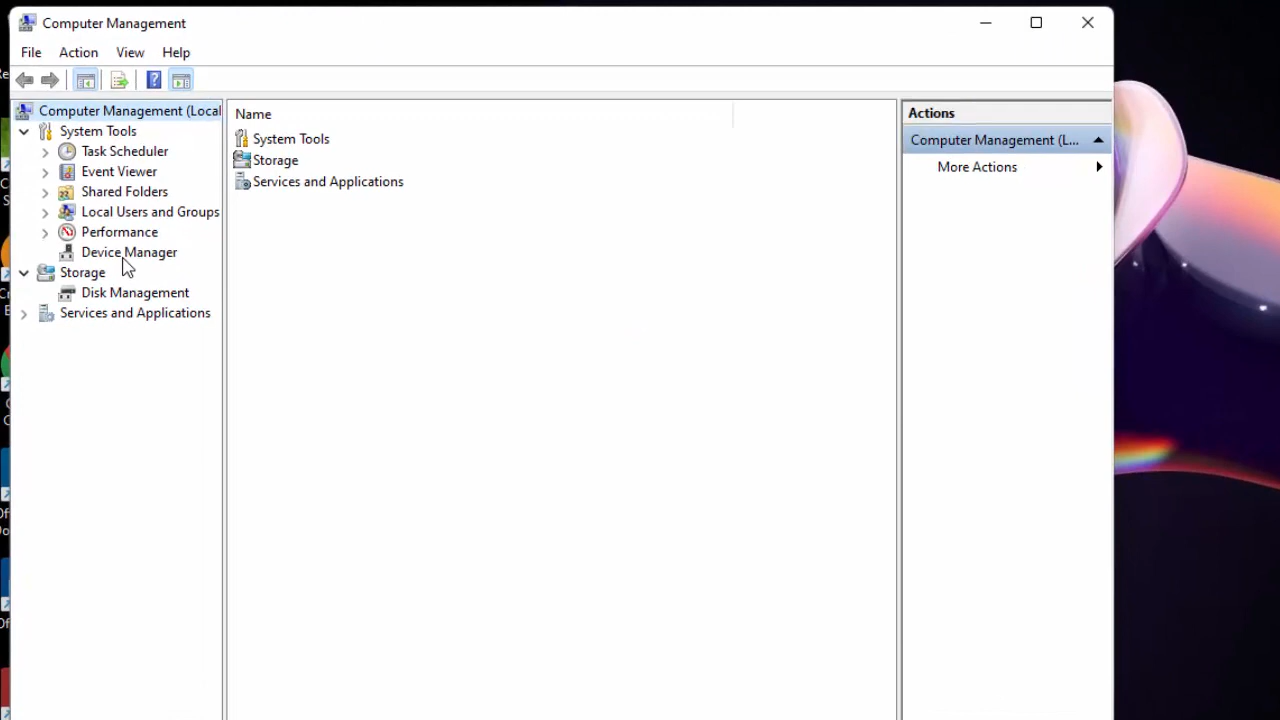 Computer Management
File Action View Help
Computer Management (Local
System Tools
Task Scheduler
Event Viewer
Shared Folders
Local Users and Groups
Performance
Device Manager
Storage
Disk Management
Services and Applications
Name
System Tools
Storage
Services and Applications
Actions
Computer Management (L...
More Actions